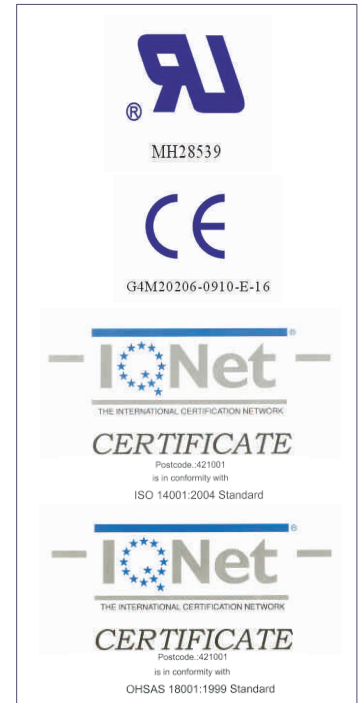 ®
MH28539
CE
G4M20206-0910-E-16
®
IQNet
THE INTERNATIONAL CERTIFICATION NETWORK
CERTIFICATE
Postcode.:421001
is in conformity with
ISO 14001:2004 Standard
®
IQNet
THE INTERNATIONAL CERTIFICATION NETWORK
CERTIFICATE
Postcode.:421001
is in conformity with
OHSAS 18001:1999 Standard